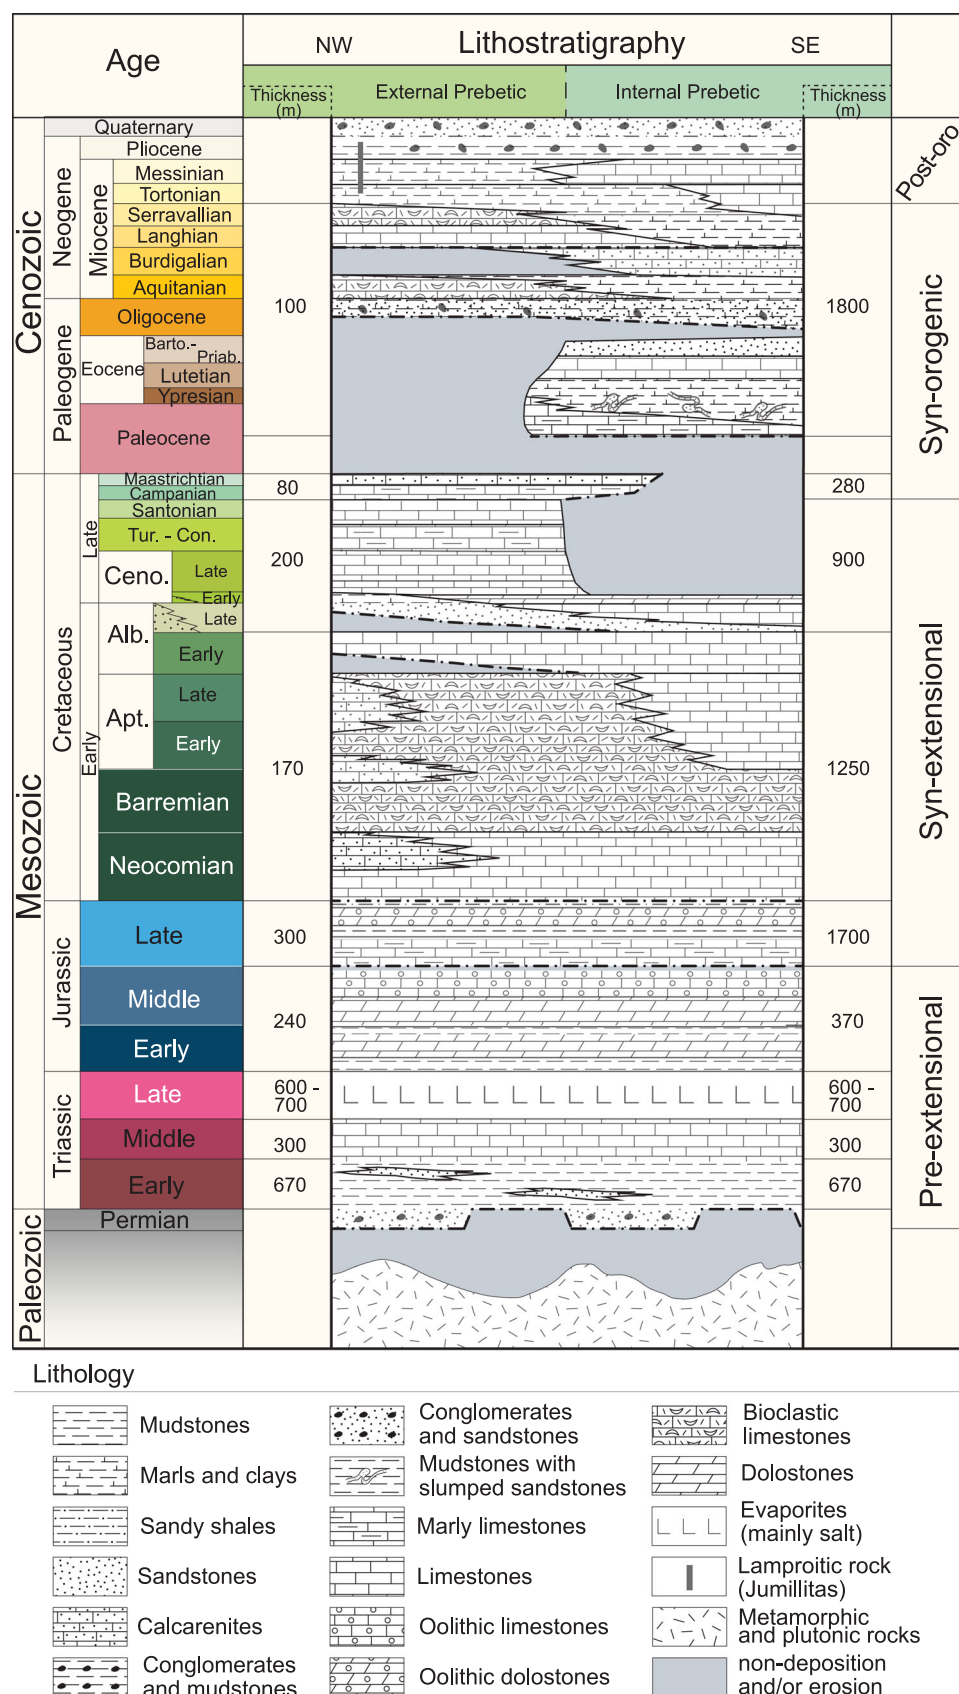 Age
NW Lithostratigraphy SE
Thickness (m)
External Prebetic
Internal Prebetic
Thickness (m)
Cenozoic
Neogene
Miocene
Paleogene
Quaternary
Pliocene
Messinian
Tortonian
Serravallian
Langhian
Burdigalian
Aquitanian
Oligocene
Eocene
Barto.-
Priab.
Lutetian
Ypresian
Paleocene
100
1800
Post-oro
Syn-orogenic
Mesozoic
Cretaceous
Late
Maastrichtian
Campanian
Santonian
Tur. - Con.
Ceno.
Late
Early
80
280
200
900
Early
Alb.
Late
Early
Apt.
Late
Early
Barremian
Neocomian
170
1250
Syn-extensional
Jurassic
Late
Middle
Early
300
1700
240
370
Triassic
Late
Middle
Early
600 -
700
600 -
700
300
300
670
670
Pre-extensional
Paleozoic
Permian
Lithology
Mudstones
Marls and clays
Sandy shales
Sandstones
Calcarenites
Conglomerates
and mudstones
Conglomerates
and sandstones
Mudstones with
slumped sandstones
Marly limestones
Limestones
Oolithic limestones
Oolithic dolostones
Bioclastic
limestones
Dolostones
Evaporites
(mainly salt)
Lamproitic rock
(Jumillitas)
Metamorphic
and plutonic rocks
non-deposition
and/or erosion